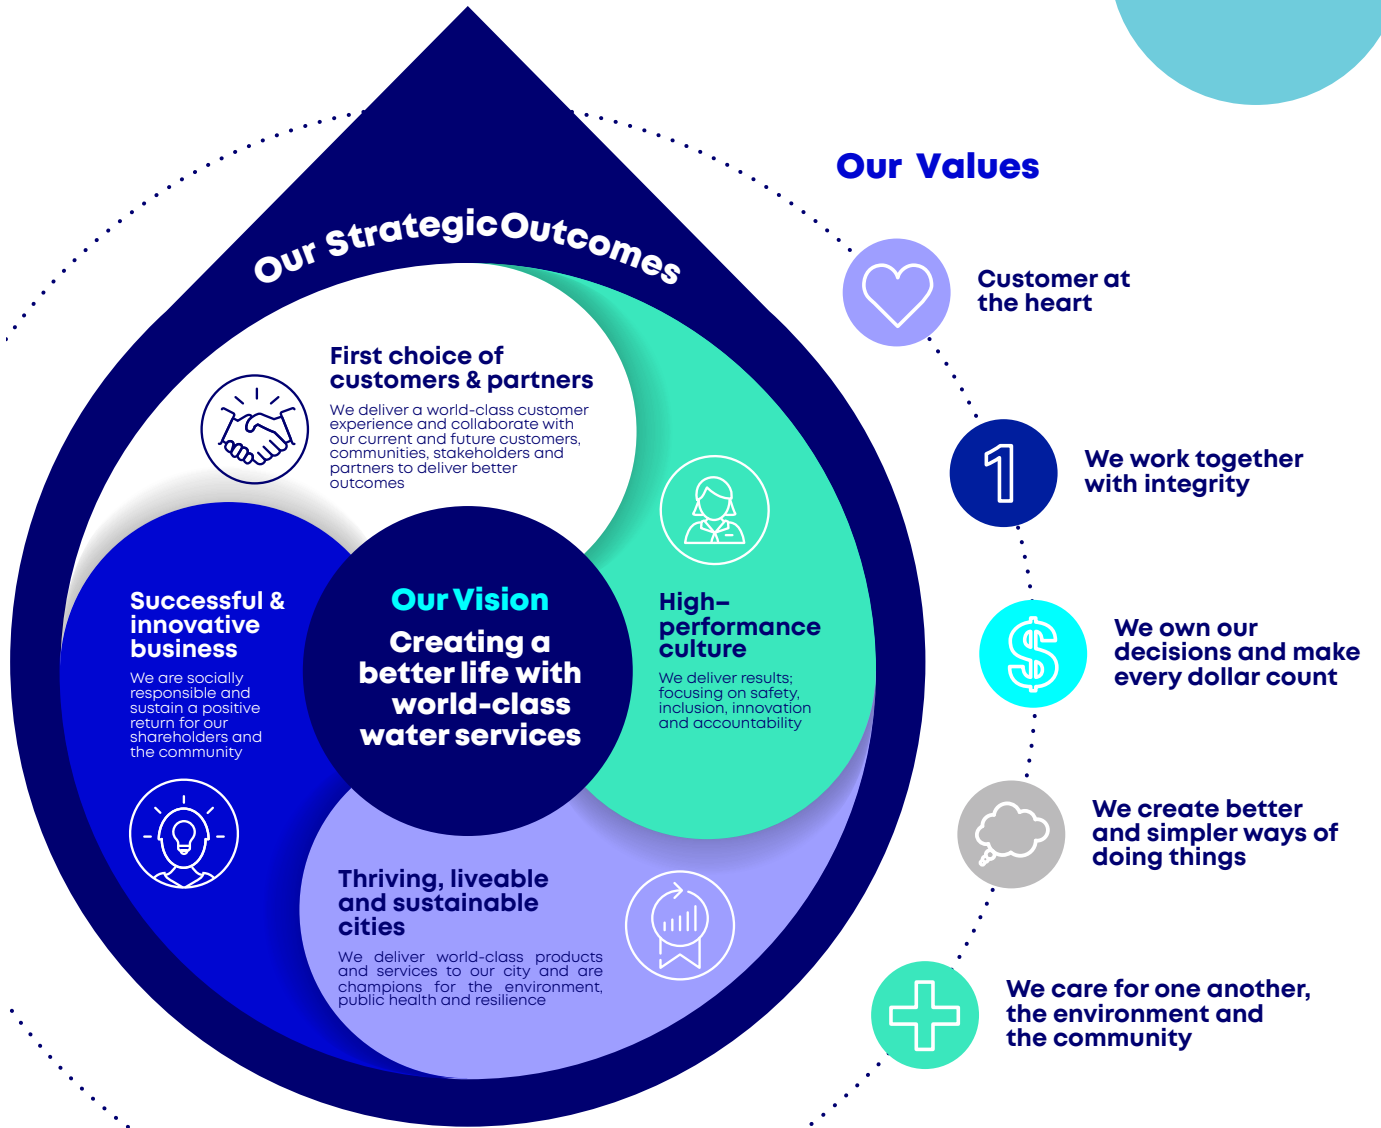 Our Strategic Outcomes
First choice of
customers & partners
We deliver a world-class customer
experience and collaborate with
our current and future customers,
communities, stakeholders and
partners to deliver better
outcomes
Successful &
innovative
business
We are socially
responsible and
sustain a positive
return for our
shareholders and
the community
Our Vision
Creating a
better life with
world-class
water services
High–
performance
culture
We deliver results;
focusing on safety,
inclusion, innovation
and accountability
Thriving, liveable
and sustainable
cities
We deliver world-class products
and services to our city and are
champions for the environment,
public health and resilience
Our Values
Customer at
the heart
1
We work together
with integrity
$
We own our
decisions and make
every dollar count
We create better
and simpler ways of
doing things
We care for one another,
the environment and
the community